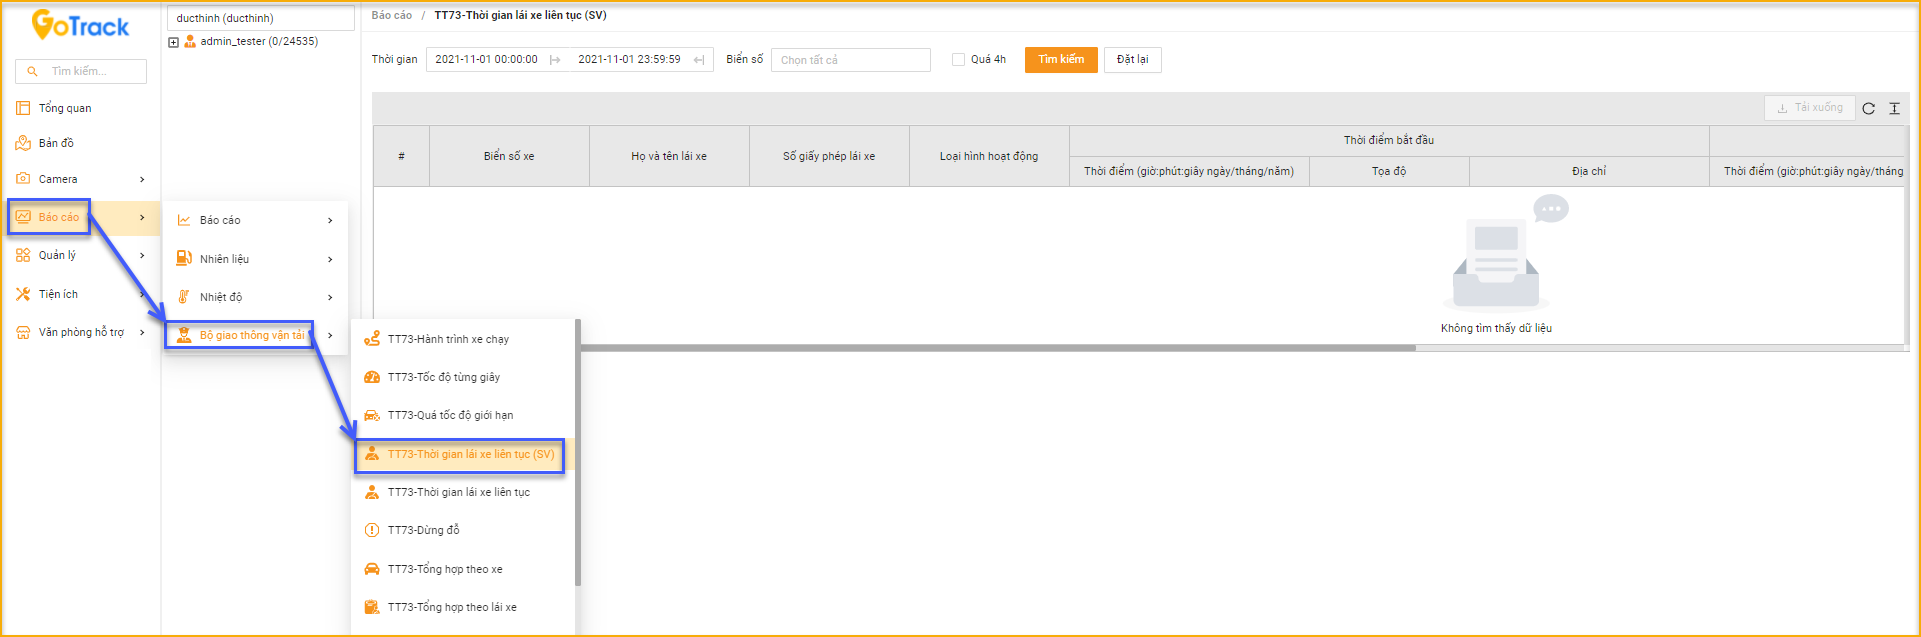 GoTrack
Tìm kiếm...
Tổng quan
Bản đồ
Camera
Báo cáo
Quản lý
Tiện ích
Văn phòng hỗ trợ
ducthinh (ducthinh)
admin_tester (0/24535)
Báo cáo
Nhiên liệu
Nhiệt độ
Bộ giao thông vận tải
TT73-Hành trình xe chạy
TT73-Tốc độ từng giây
TT73-Quá tốc độ giới hạn
TT73-Thời gian lái xe liên tục (SV)
TT73-Thời gian lái xe liên tục
TT73-Dừng đỗ
TT73-Tổng hợp theo xe
TT73-Tổng hợp theo lái xe
Báo cáo / TT73-Thời gian lái xe liên tục (SV)
Thời gian 2021-11-01 00:00:00 2021-11-01 23:59:59 Biển số Chọn tất cả Quá 4h Tìm kiếm Đặt lại
Tải xuống
# Biển số xe Họ và tên lái xe Số giấy phép lái xe Loại hình hoạt động Thời điểm bắt đầu
Thời điểm (giờ:phút:giây ngày/tháng/năm) Tọa độ Địa chỉ Thời điểm (giờ:phút:giây ngày/tháng
Không tìm thấy dữ liệu